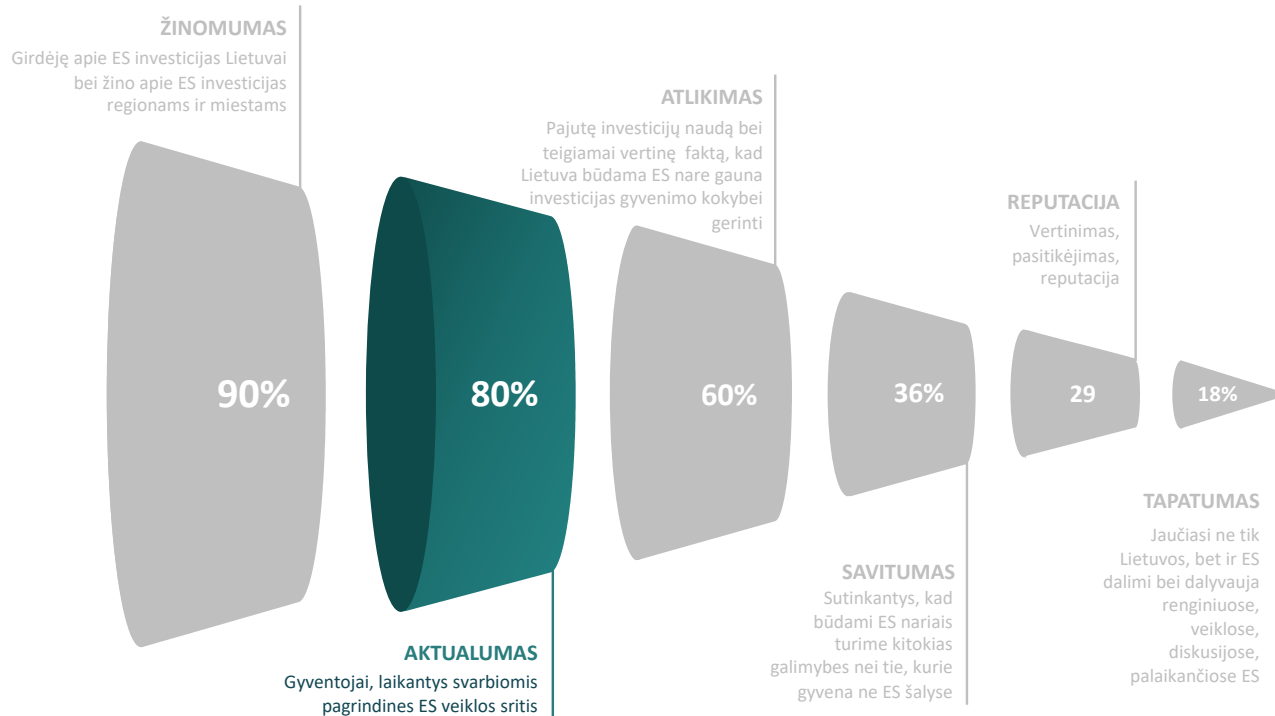 ŽINOMUMAS
Girdėję apie ES investicijas Lietuvai
bei žino apie ES investicijas
regionams ir miestams
90%
AKTUALUMAS
Gyventojai, laikantys svarbiomis
pagrindines ES veiklos sritis
80%
ATLIKIMAS
Pajutę investicijų naudą bei
teigiamai vertinę faktą, kad
Lietuva būdama ES nare gauna
investicijas gyvenimo kokybei
gerinti
60%
SAVITUMAS
Sutinkantys, kad
būdami ES nariais
turime kitokias
galimybes nei tie, kurie
gyvena ne ES šalyse
36%
REPUTACIJA
Vertinimas,
pasitikėjimas,
reputacija
29
TAPATUMAS
Jaučiasi ne tik
Lietuvos, bet ir ES
dalimi bei dalyvauja
renginiuose,
veiklose,
diskusijose,
palaikančiose ES
18%